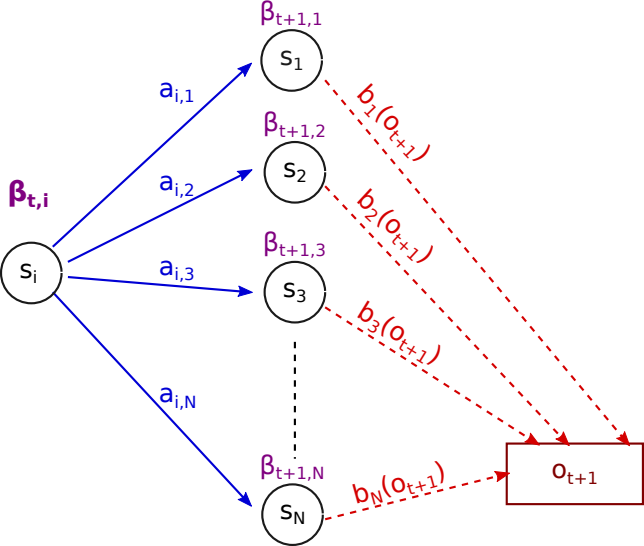 β_{t+1,1}
s_1
a_{i,1}
b_1(o_{t+1})
β_{t+1,2}
s_2
a_{i,2}
b_2(o_{t+1})
β_{t,i}
s_i
β_{t+1,3}
s_3
a_{i,3}
b_3(o_{t+1})
a_{i,N}
β_{t+1,N}
s_N
b_N(o_{t+1})
o_{t+1}